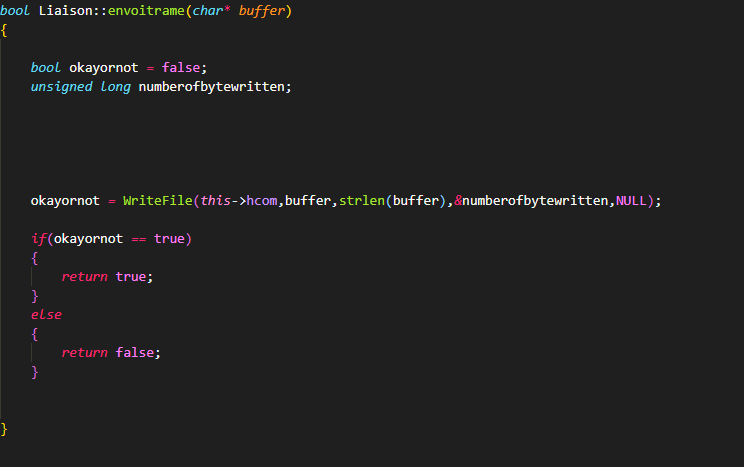 bool Liaison::envoitrame(char* buffer)
{
bool okayornot = false;
unsigned long numberofbytewritten;
okayornot = WriteFile(this->hcom,buffer,strlen(buffer),&numberofbytewritten,NULL);
if(okayornot == true)
{
return true;
}
else
{
return false;
}
}